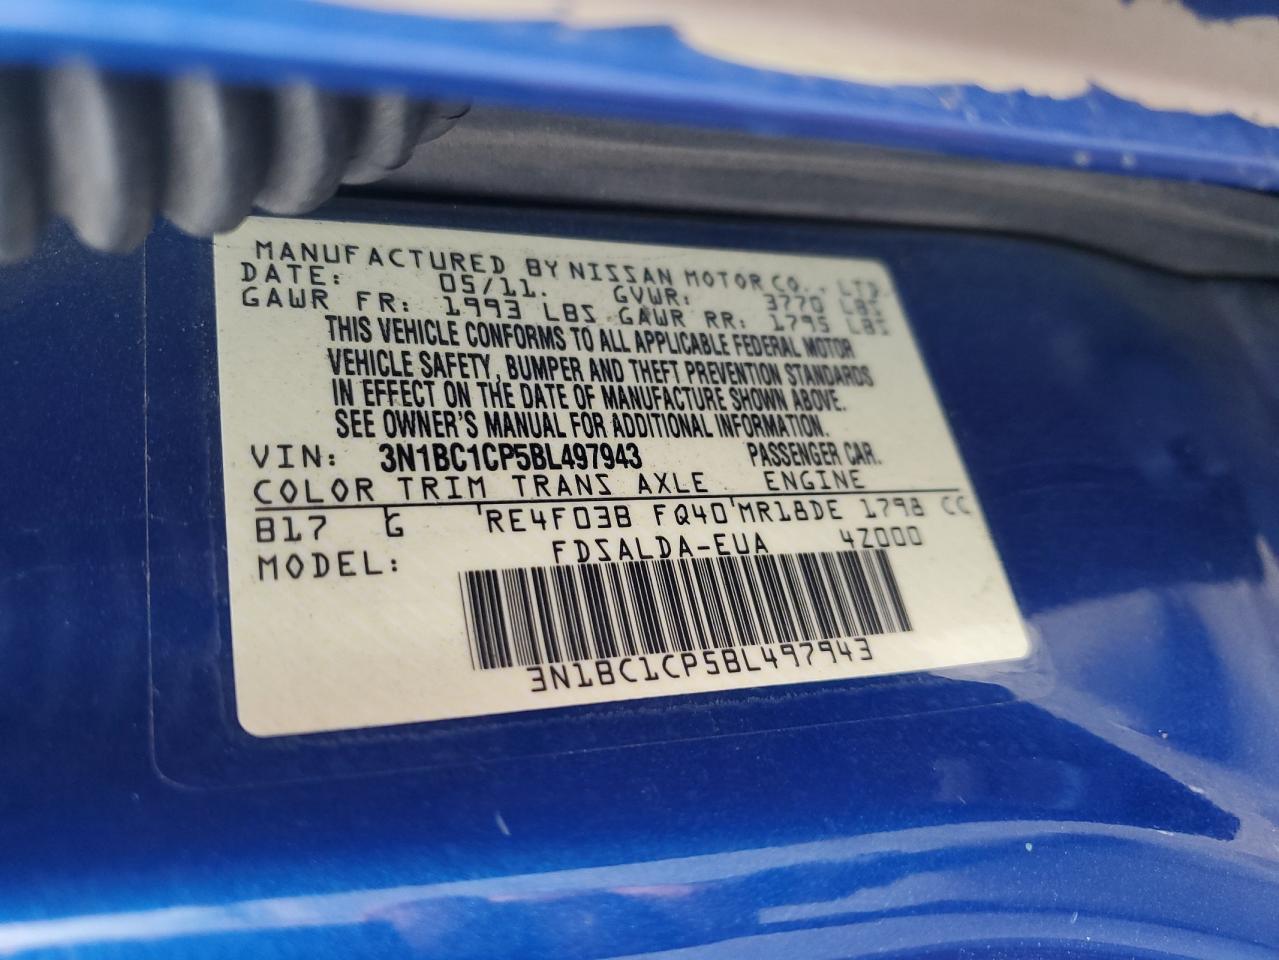 MANUFACTURED BY NISSAN MOTOR CO., LTD
DATE: 05/11. GVWR: 3770 LBS
GAWR FR: 1993 LBS GAWR RR: 1795 LBS
THIS VEHICLE CONFORMS TO ALL APPLICABLE FEDERAL MOTOR
VEHICLE SAFETY, BUMPER AND THEFT PREVENTION STANDARDS
IN EFFECT ON THE DATE OF MANUFACTURE SHOWN ABOVE.
SEE OWNER'S MANUAL FOR ADDITIONAL INFORMATION.
VIN: 3N1BC1CP5BL497943 PASSENGER CAR.
COLOR TRIM TRANS AXLE ENGINE
B17 G RE4F03B FQ40 MR18DE 1798 CC
MODEL: FDSALDA-EUA 4Z000
3N1BC1CP5BL497943